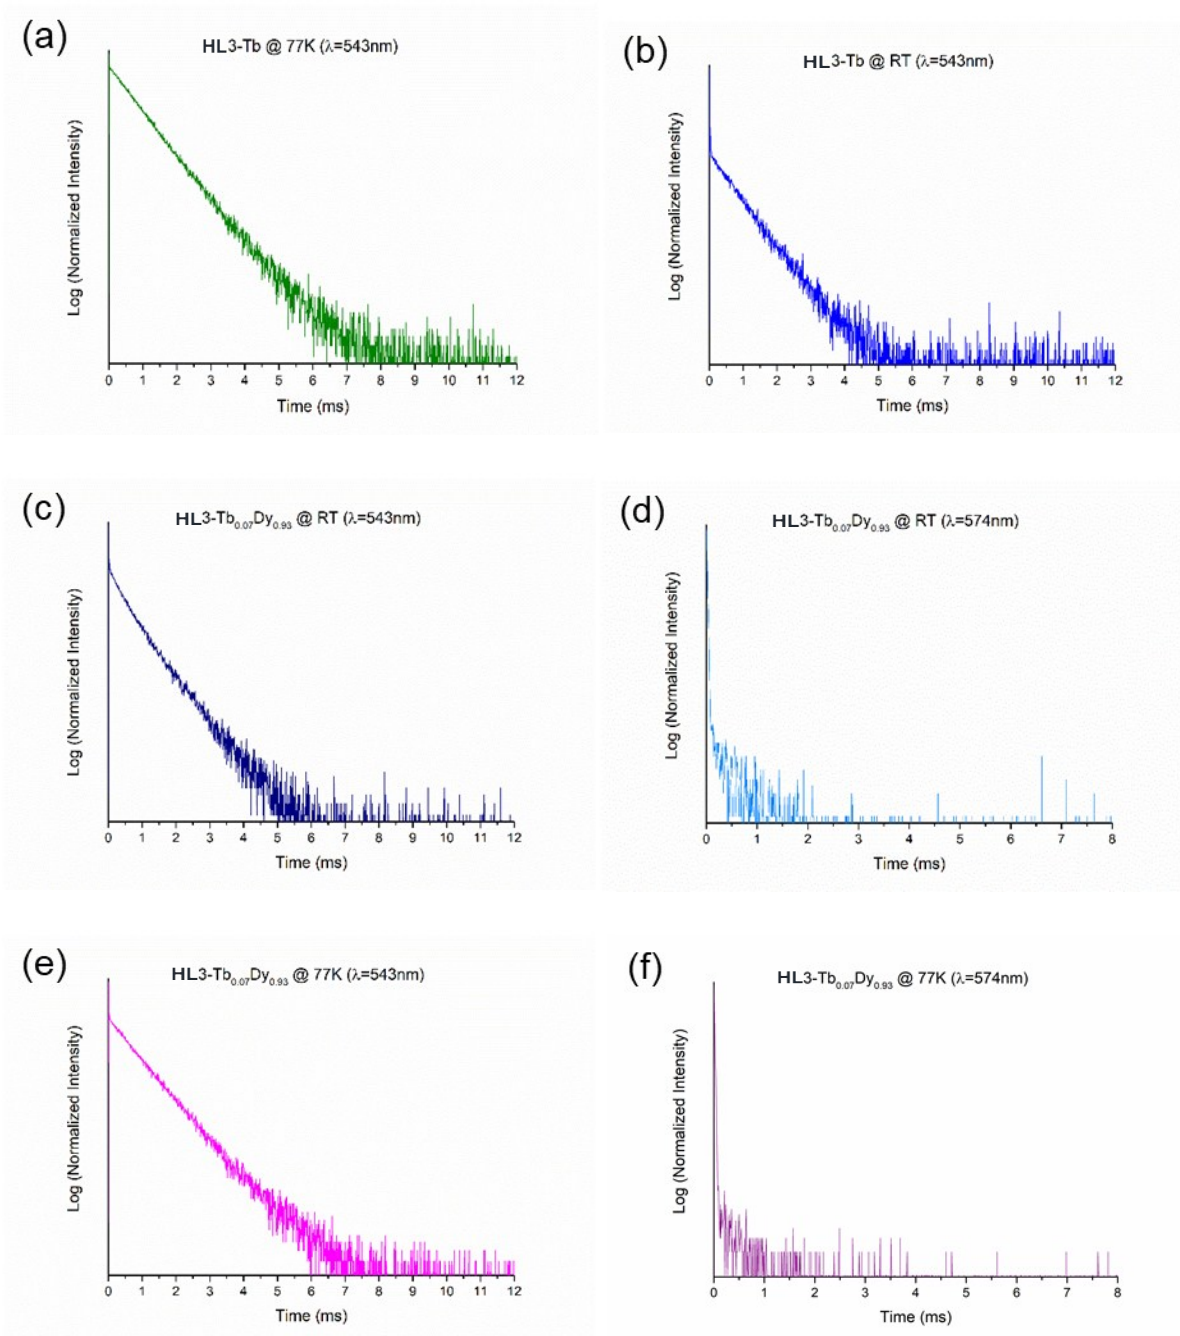 (a)
HL3-Tb @ 77K (λ=543nm)
Log (Normalized Intensity)
0 1 2 3 4 5 6 7 8 9 10 11 12
Time (ms)
(b)
HL3-Tb @ RT (λ=543nm)
Log (Normalized Intensity)
0 1 2 3 4 5 6 7 8 9 10 11 12
Time (ms)
(c)
HL3-Tb0.07Dy0.93 @ RT (λ=543nm)
Log (Normalized Intensity)
0 1 2 3 4 5 6 7 8 9 10 11 12
Time (ms)
(d)
HL3-Tb0.07Dy0.93 @ RT (λ=574nm)
Log (Normalized Intensity)
0 1 2 3 4 5 6 7 8
Time (ms)
(e)
HL3-Tb0.07Dy0.93 @ 77K (λ=543nm)
Log (Normalized Intensity)
0 1 2 3 4 5 6 7 8 9 10 11 12
Time (ms)
(f)
HL3-Tb0.07Dy0.93 @ 77K (λ=574nm)
Log (Normalized Intensity)
0 1 2 3 4 5 6 7 8
Time (ms)